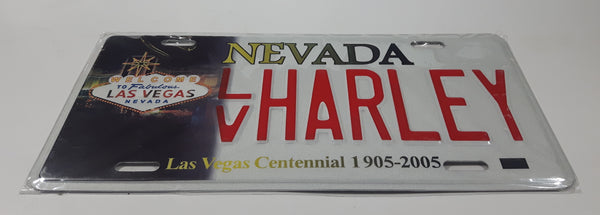 NEVADA
WELCOME
TO Fabulous
LAS VEGAS
NEVADA
LV HARLEY
Las Vegas Centennial 1905-2005